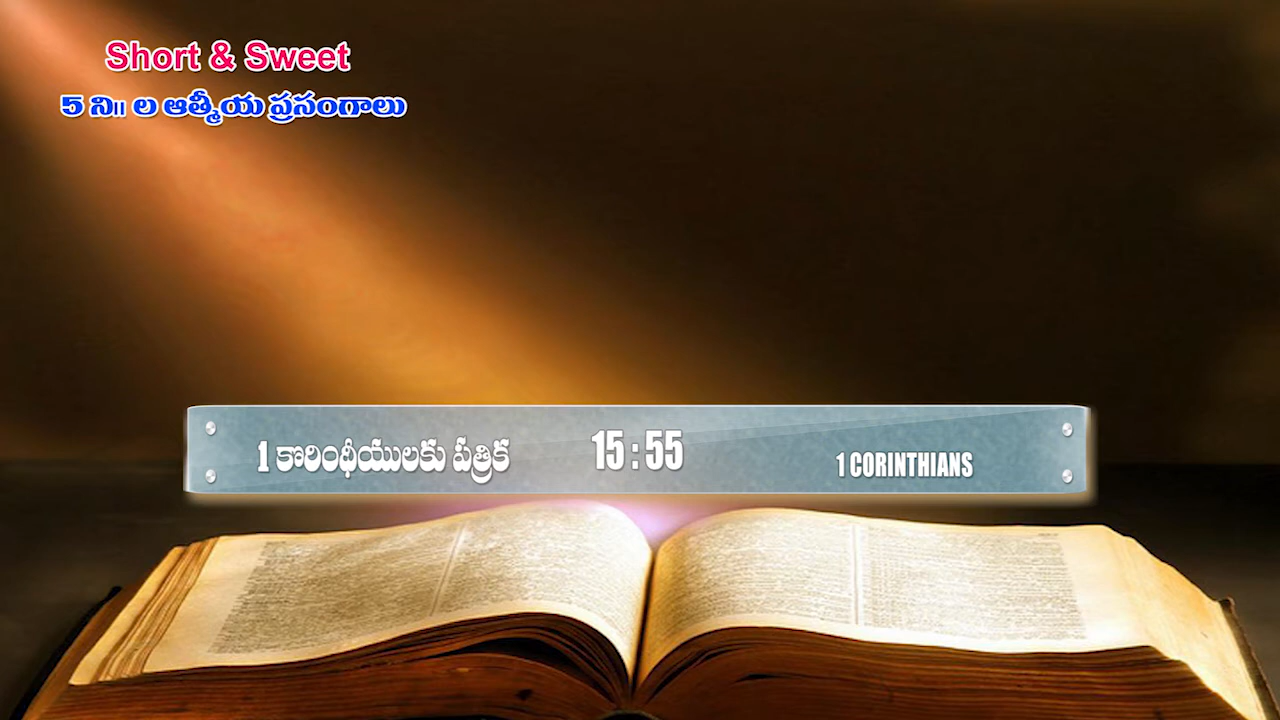 Short & Sweet
5 ని॥ ల ఆత్మీయ ప్రసంగాలు
1 కొరింథీయులకు పత్రిక 15 : 55 1 CORINTHIANS